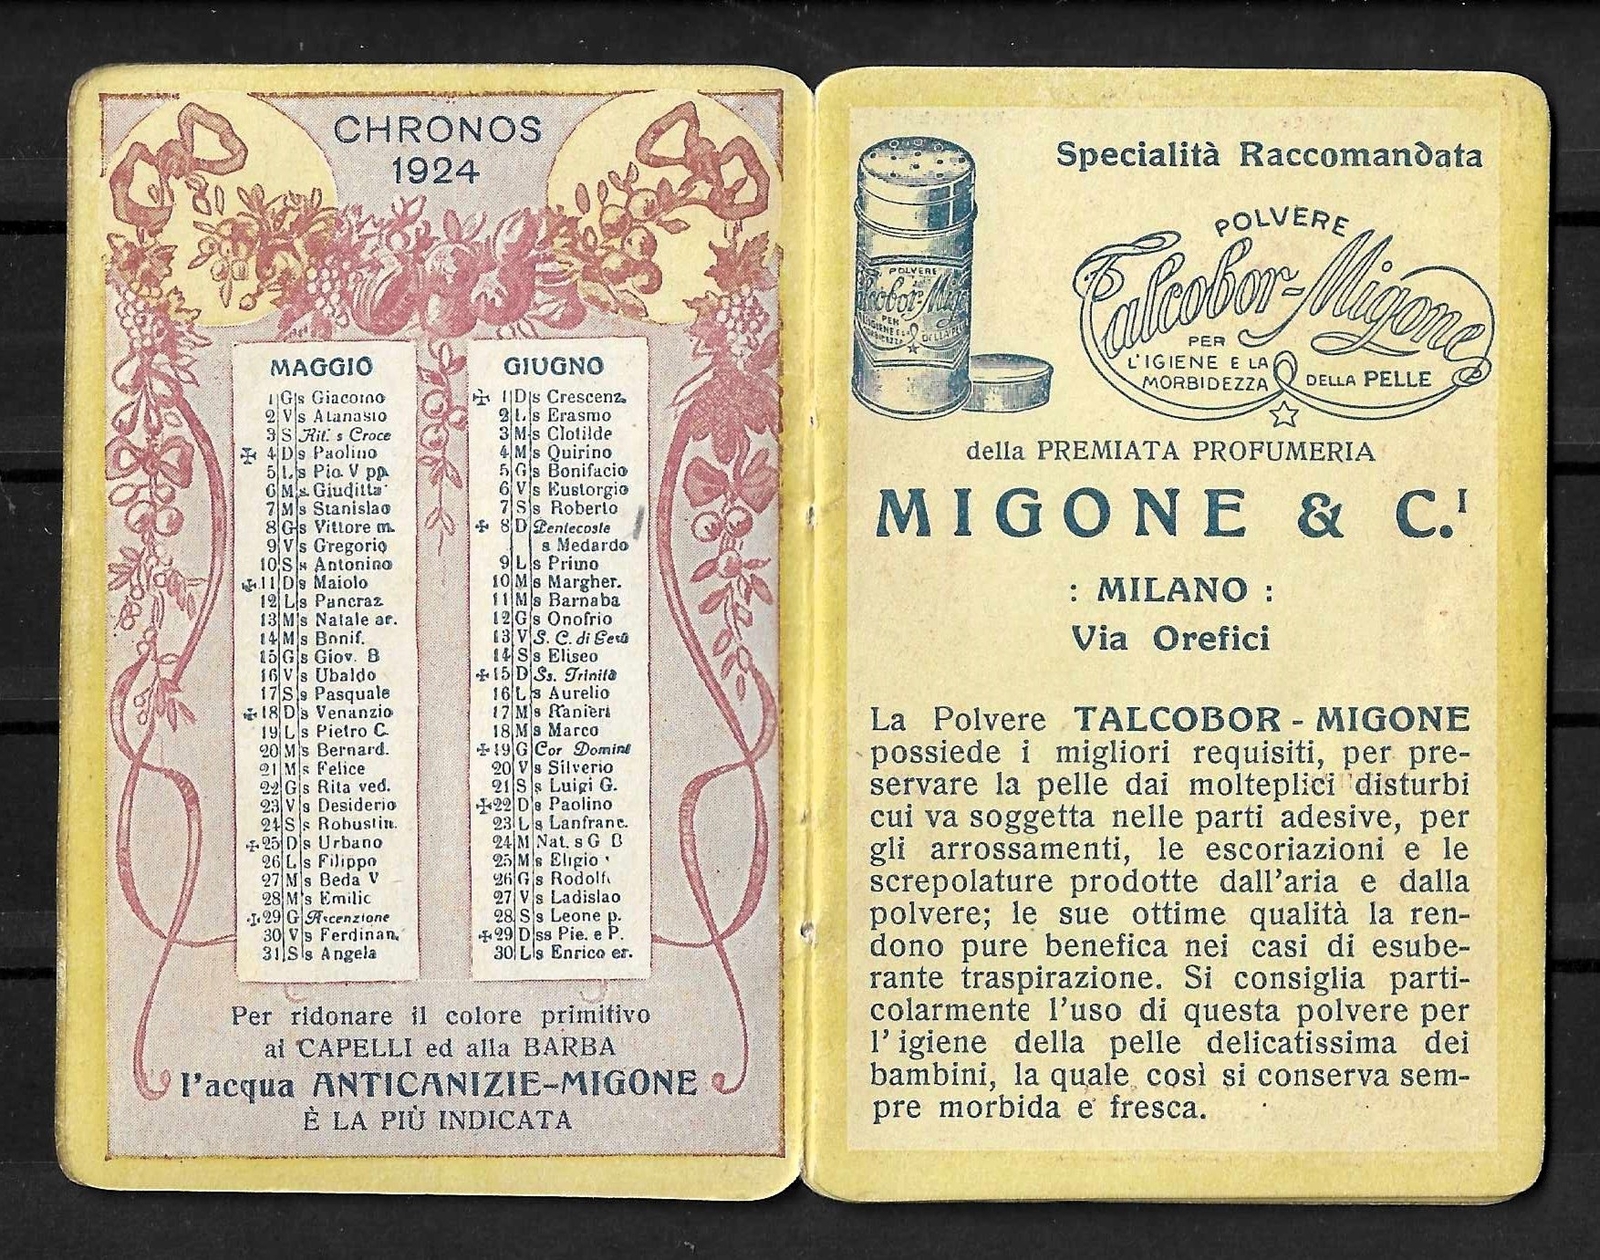 CHRONOS
1924
MAGGIO
1 G s Giacomo
2 V s Atanasio
3 S Rit. s Croce
✠ 4 D s Paolino
5 L s Pio V pp.
6 M s Giuditta
7 M s Stanislao
8 G s Vittore m.
9 V s Gregorio
10 S s Antonino
✠ 11 D s Maiolo
12 L s Pancraz.
13 M s Natale ar.
14 M s Bonif.
15 G s Giov. B
16 V s Ubaldo
17 S s Pasquale
✠ 18 D s Venanzio
19 L s Pietro C.
20 M s Bernard.
21 M s Felice
22 G s Rita ved.
23 V s Desiderio
24 S s Robustin.
✠ 25 D s Urbano
26 L s Filippo
27 M s Beda V
28 M s Emilic
✠ 29 G Ascenzione
30 V s Ferdinan.
31 S s Angela
GIUGNO
✠ 1 D s Crescenz.
2 L s Erasmo
3 M s Clotilde
4 M s Quirino
5 G s Bonifacio
6 V s Eustorgio
7 S s Roberto
✠ 8 D Pentecoste
s Medardo
9 L s Primo
10 M s Margher.
11 M s Barnaba
12 G s Onofrio
13 V S. C. di Gesù
14 S s Eliseo
✠ 15 D Ss. Trinità
16 L s Aurelio
17 M s Ranieri
18 M s Marco
✠ 19 G Cor Domini
20 V s Silverio
21 S s Luigi G.
✠ 22 D s Paolino
23 L s Lanfranc.
24 M Nat. s G B
25 M s Eligio
26 G s Rodolf.
27 V s Ladislao
28 S s Leone p.
✠ 29 D ss Pie. e P.
30 L s Enrico er.
Per ridonare il colore primitivo
ai CAPELLI ed alla BARBA
l'acqua ANTICANIZIE-MIGONE
È LA PIÙ INDICATA
Specialità Raccomandata
POLVERE
Talcobor-Migone
PER
L'IGIENE E LA
MORBIDEZZA DELLA PELLE
POLVERE
Talcobor-Migo
PER
L'IGIENE E LA
MORBIDEZZA DELLA PELLE
della PREMIATA PROFUMERIA
MIGONE & C.I
: MILANO :
Via Orefici
La Polvere TALCOBOR - MIGONE
possiede i migliori requisiti, per pre-
servare la pelle dai molteplici disturbi
cui va soggetta nelle parti adesive, per
gli arrossamenti, le escoriazioni e le
screpolature prodotte dall'aria e dalla
polvere; le sue ottime qualità la ren-
dono pure benefica nei casi di esube-
rante traspirazione. Si consiglia parti-
colarmente l'uso di questa polvere per
l'igiene della pelle delicatissima dei
bambini, la quale così si conserva sem-
pre morbida e fresca.